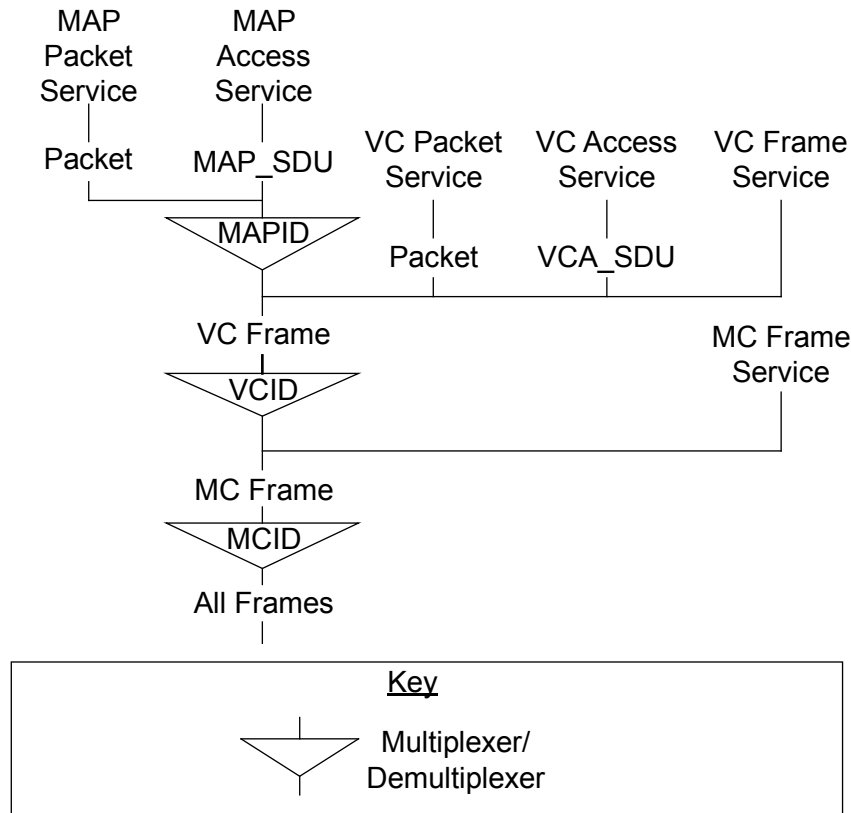 MAP
Packet
Service
MAP
Access
Service
Packet
MAP_SDU
VC Packet
Service
VC Access
Service
VC Frame
Service
MAPID
Packet
VCA_SDU
VC Frame
MC Frame
Service
VCID
MC Frame
MCID
All Frames
Key
Multiplexer/
Demultiplexer